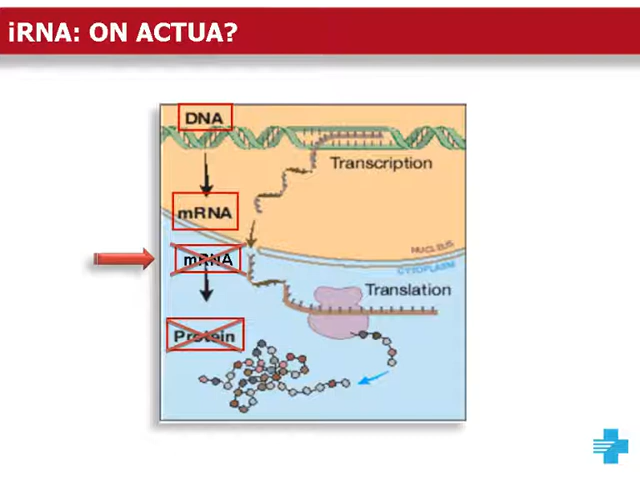 iRNA: ON ACTUA?
DNA
Transcription
mRNA
NUCLEUS
mRNA
CYTOPLASM
Translation
Protein